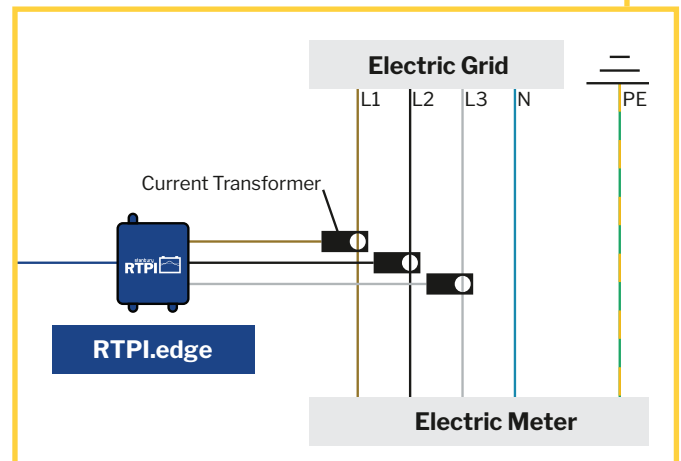 Electric Grid
L1 L2 L3 N PE
Current Transformer
RTPI
RTPI.edge
Electric Meter